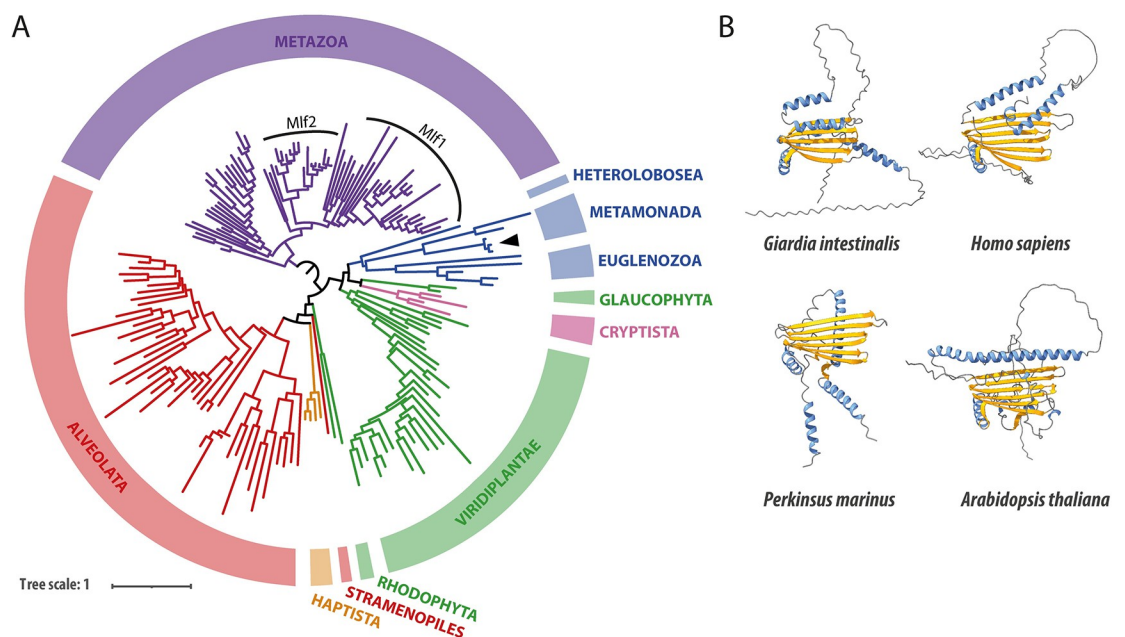 A
B
METAZOA
Mlf2
Mlf1
HETEROLOBOSEA
METAMONADA
EUGLENOZOA
GLAUCOPHYTA
CRYPTISTA
VIRIDIPLANTAE
RHODOPHYTA
STRAMENOPILES
HAPTISTA
ALVEOLATA
Tree scale: 1
Giardia intestinalis
Homo sapiens
Perkinsus marinus
Arabidopsis thaliana